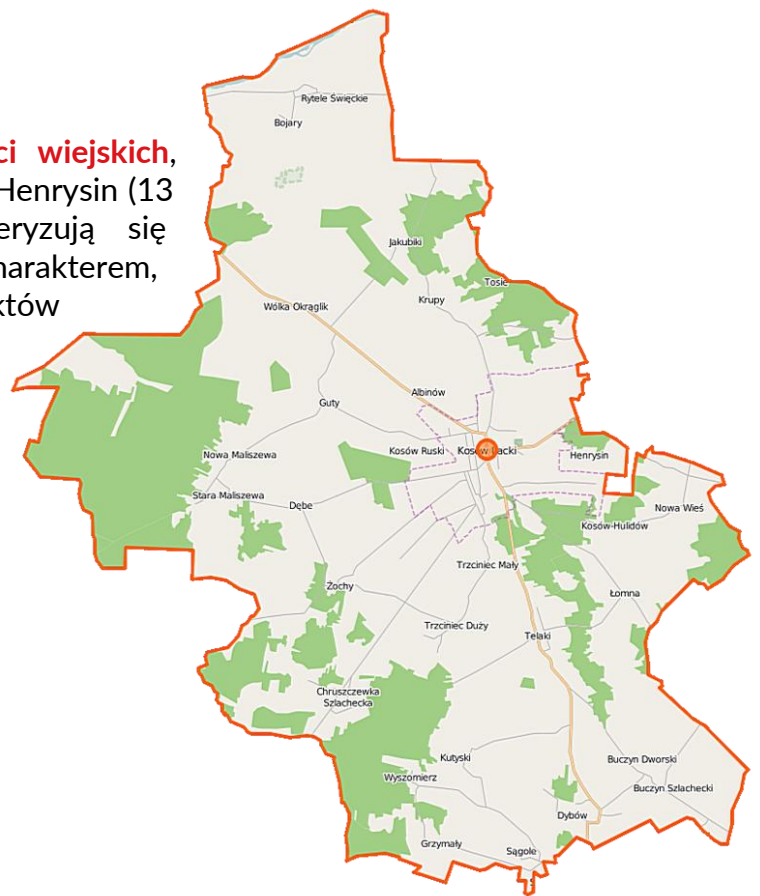 ci wiejskich,
Henrysin (13
eryzują się
harakterem,
któw
Rytele Święckie
Bojary
Jakubiki
Tosie
Krupy
Wólka Okrąglik
Albinów
Guty
Kosów Ruski
Kosów Lacki
Henrysin
Nowa Maliszewa
Stara Maliszewa
Dębe
Nowa Wieś
Kosów-Hulidów
Trzciniec Mały
Żochy
Łomna
Trzciniec Duży
Telaki
Chruszczewka
Szlachecka
Kutyski
Buczyn Dworski
Wyszomierz
Buczyn Szlachecki
Dybów
Grzymały
Sągole